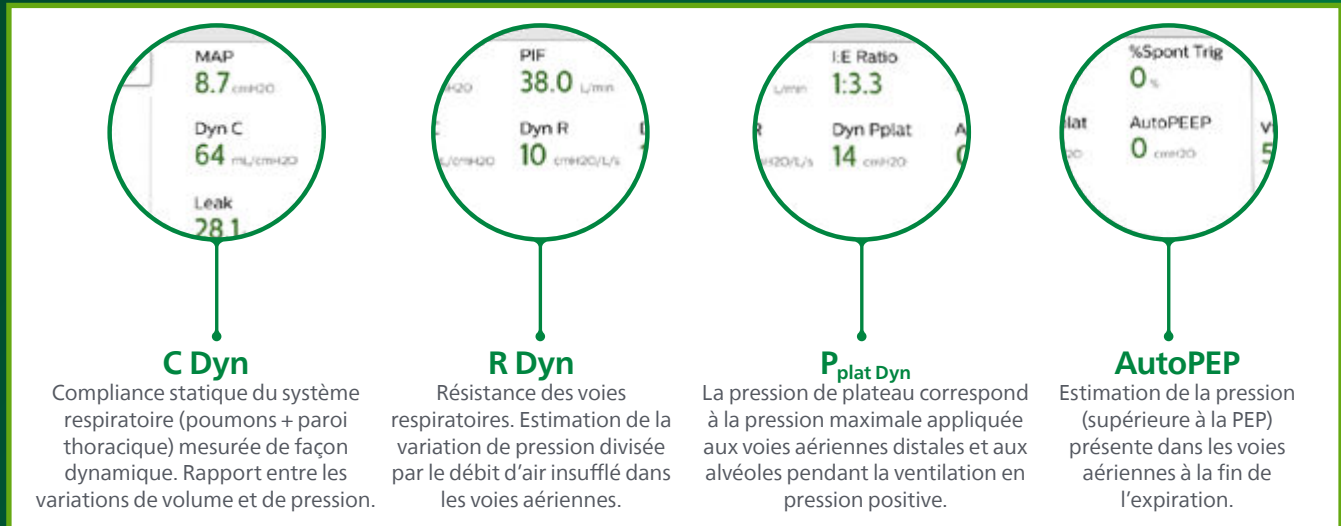 MAP
8.7 cmH2O
Dyn C
64 mL/cmH2O
Leak
28.1
PIF
38.0 L/min
Dyn R
10 cmH2O/L/s
I:E Ratio
1:3.3
Dyn Pplat
14 cmH2O
%Spont Trig
0 %
AutoPEEP
0 cmH2O
C Dyn
Compliance statique du système
respiratoire (poumons + paroi
thoracique) mesurée de façon
dynamique. Rapport entre les
variations de volume et de pression.
R Dyn
Résistance des voies
respiratoires. Estimation de la
variation de pression divisée
par le débit d’air insufflé dans
les voies aériennes.
Pplat Dyn
La pression de plateau correspond
à la pression maximale appliquée
aux voies aériennes distales et aux
alvéoles pendant la ventilation en
pression positive.
AutoPEP
Estimation de la pression
(supérieure à la PEP)
présente dans les voies
aériennes à la fin de
l’expiration.